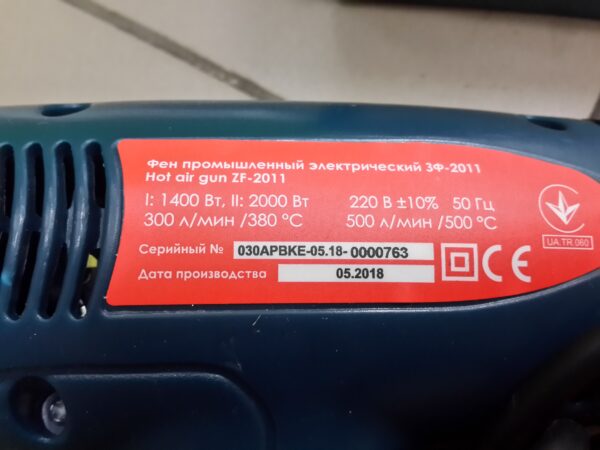 Фен промышленный электрический ЗФ-2011
Hot air gun ZF-2011
I: 1400 Вт, II: 2000 Вт 220 В ±10% 50 Гц
300 л/мин /380 °C 500 л/мин /500 °C
Серийный № 030APBKE-05.18-0000763
Дата производства 05.2018
CE
UA.TR.060